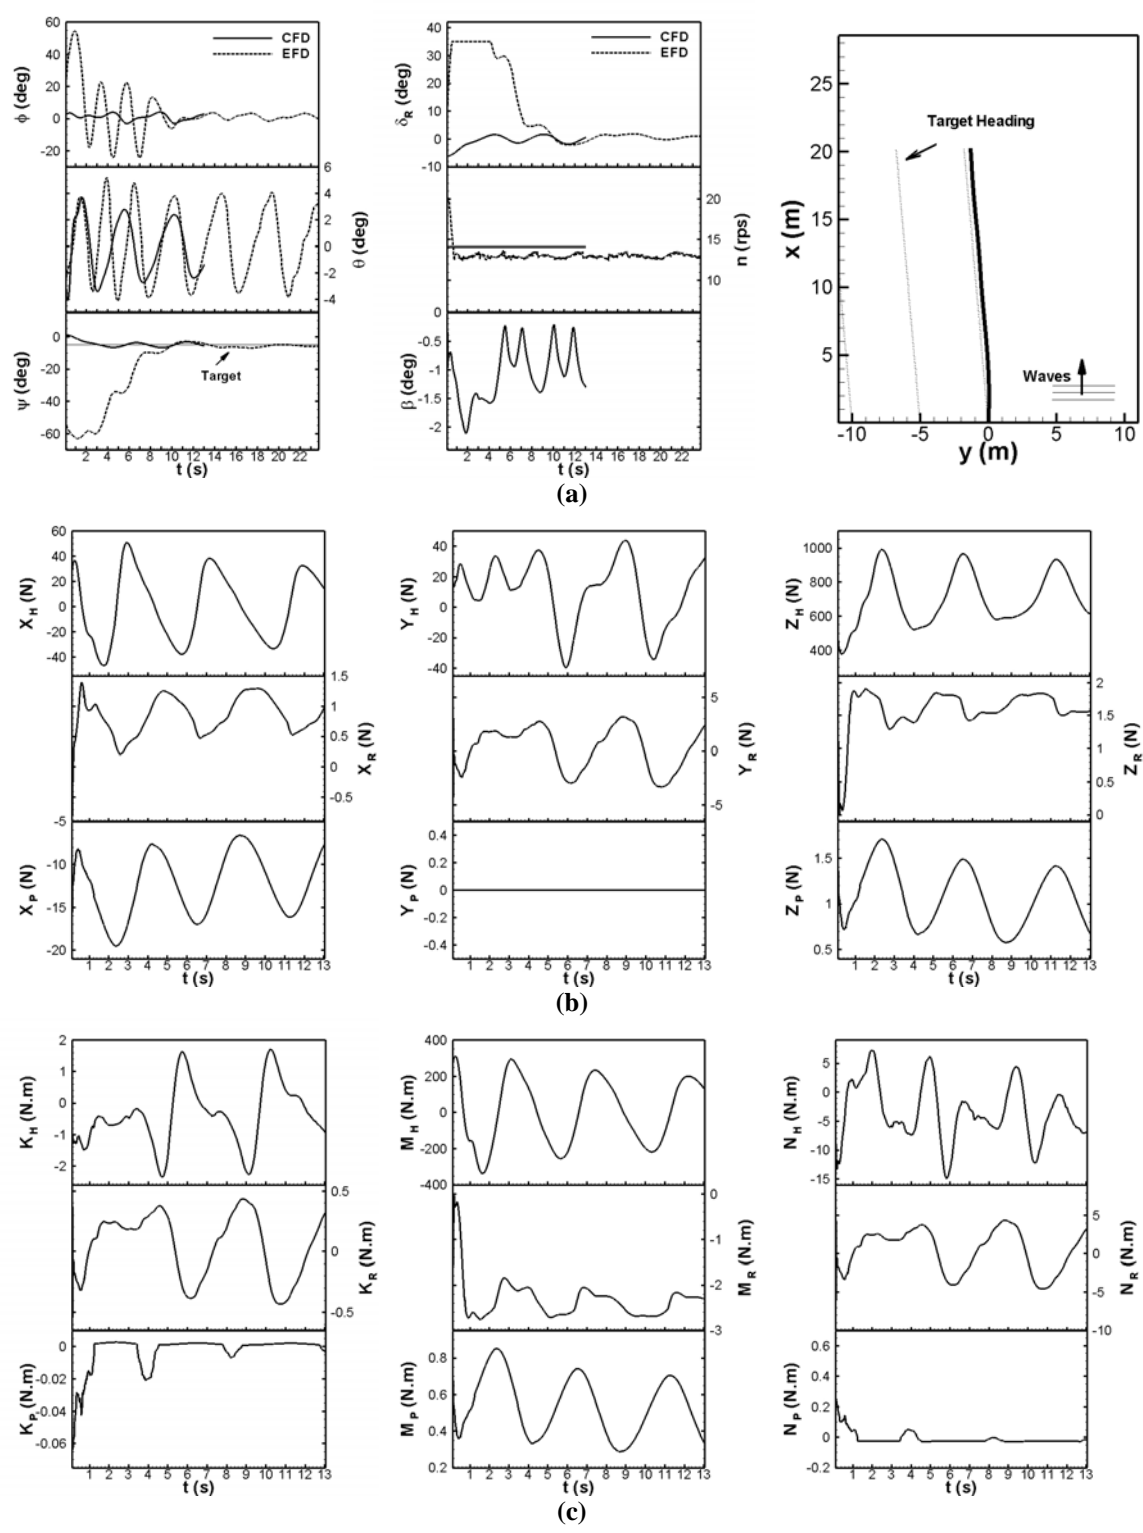 60
40
20
0
-20
ϕ (deg)
CFD
EFD
6
4
2
0
-2
-4
θ (deg)
0
-20
-40
-60
ψ (deg)
Target
2 4 6 8 10 12 14 16 18 20 22
t (s)
40
30
20
10
0
-10
δR (deg)
CFD
EFD
20
15
10
n (rps)
0
-0.5
-1
-1.5
-2
β (deg)
2 4 6 8 10 12 14 16 18 20 22
t (s)
25
20
15
10
5
x (m)
Target Heading
Waves
-10 -5 0 5 10
y (m)
(a)
60
40
20
0
-20
-40
XH (N)
1.5
1
0.5
0
-0.5
XR (N)
-5
-10
-15
-20
XP (N)
1 2 3 4 5 6 7 8 9 10 11 12 13
t (s)
40
20
0
-20
-40
YH (N)
5
0
-5
YR (N)
0.4
0.2
0
-0.2
-0.4
YP (N)
1 2 3 4 5 6 7 8 9 10 11 12 13
t (s)
1000
800
600
400
ZH (N)
2
1.5
1
0.5
0
ZR (N)
1.5
1
0.5
ZP (N)
1 2 3 4 5 6 7 8 9 10 11 12 13
t (s)
(b)
2
1
0
-1
-2
KH (N.m)
0.5
0
-0.5
KR (N.m)
0
-0.02
-0.04
-0.06
KP (N.m)
1 2 3 4 5 6 7 8 9 10 11 12 13
t (s)
400
200
0
-200
-400
MH (N.m)
0
-1
-2
-3
MR (N.m)
0.8
0.6
0.4
0.2
MP (N.m)
1 2 3 4 5 6 7 8 9 10 11 12 13
t (s)
5
0
-5
-10
-15
NH (N.m)
5
0
-5
-10
NR (N.m)
0.6
0.4
0.2
0
-0.2
NP (N.m)
1 2 3 4 5 6 7 8 9 10 11 12 13
t (s)
(c)